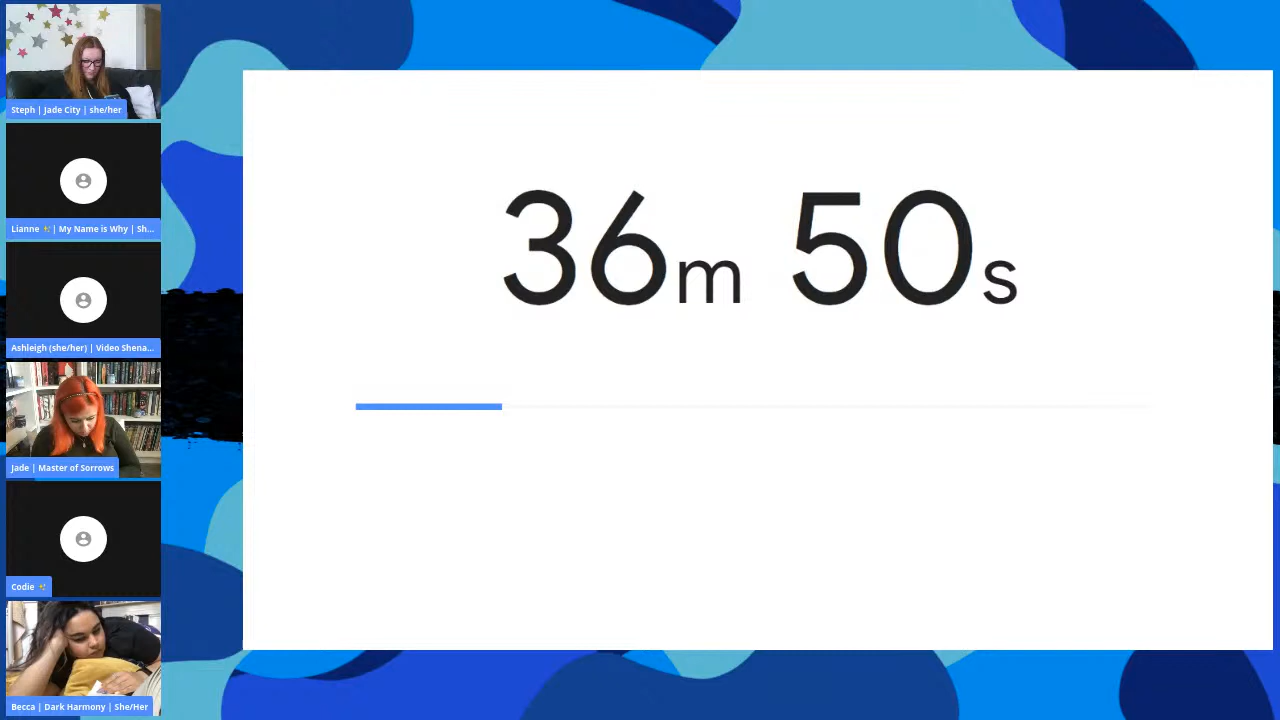 Steph | Jade City | she/her
Lianne ✨ | My Name is Why | Sh...
Ashleigh (she/her) | Video Shena...
Jade | Master of Sorrows
Codie ✨
Becca | Dark Harmony | She/Her
36m 50s